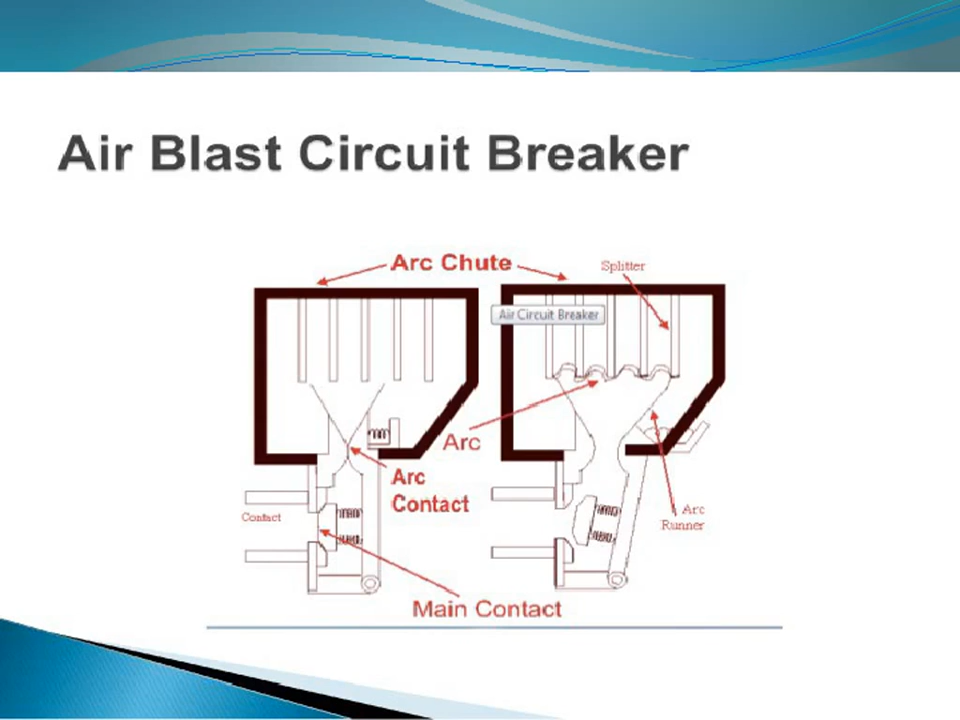 Air Blast Circuit Breaker
Arc Chute
Splitter
Air Circuit Breaker
Arc
Arc
Contact
Contact
Arc
Runner
Main Contact